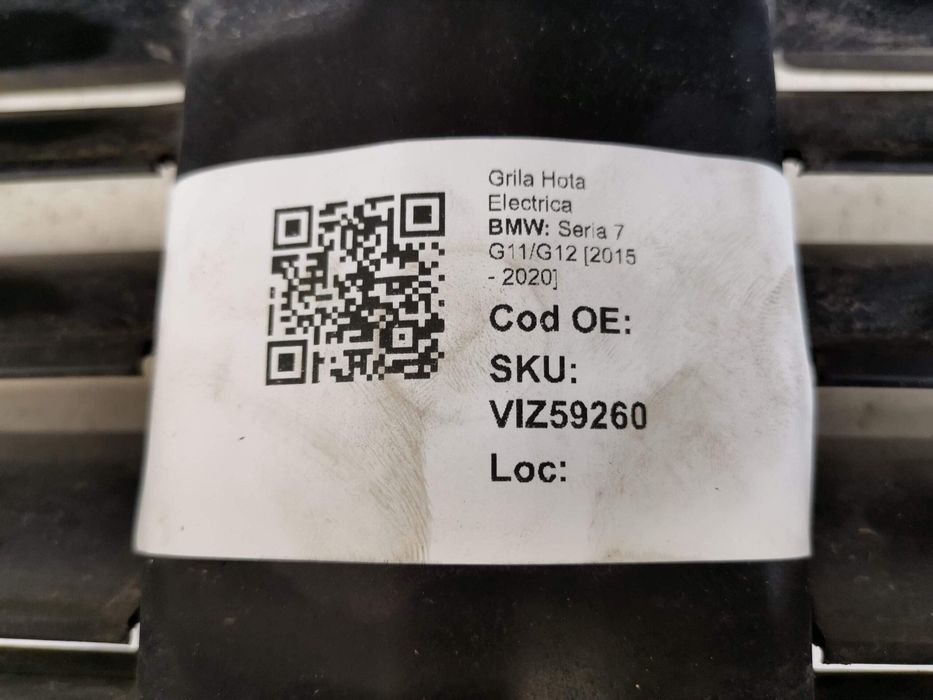 Grila Hota
Electrica
BMW: Seria 7
G11/G12 [2015
- 2020]
Cod OE:
SKU:
VIZ59260
Loc: